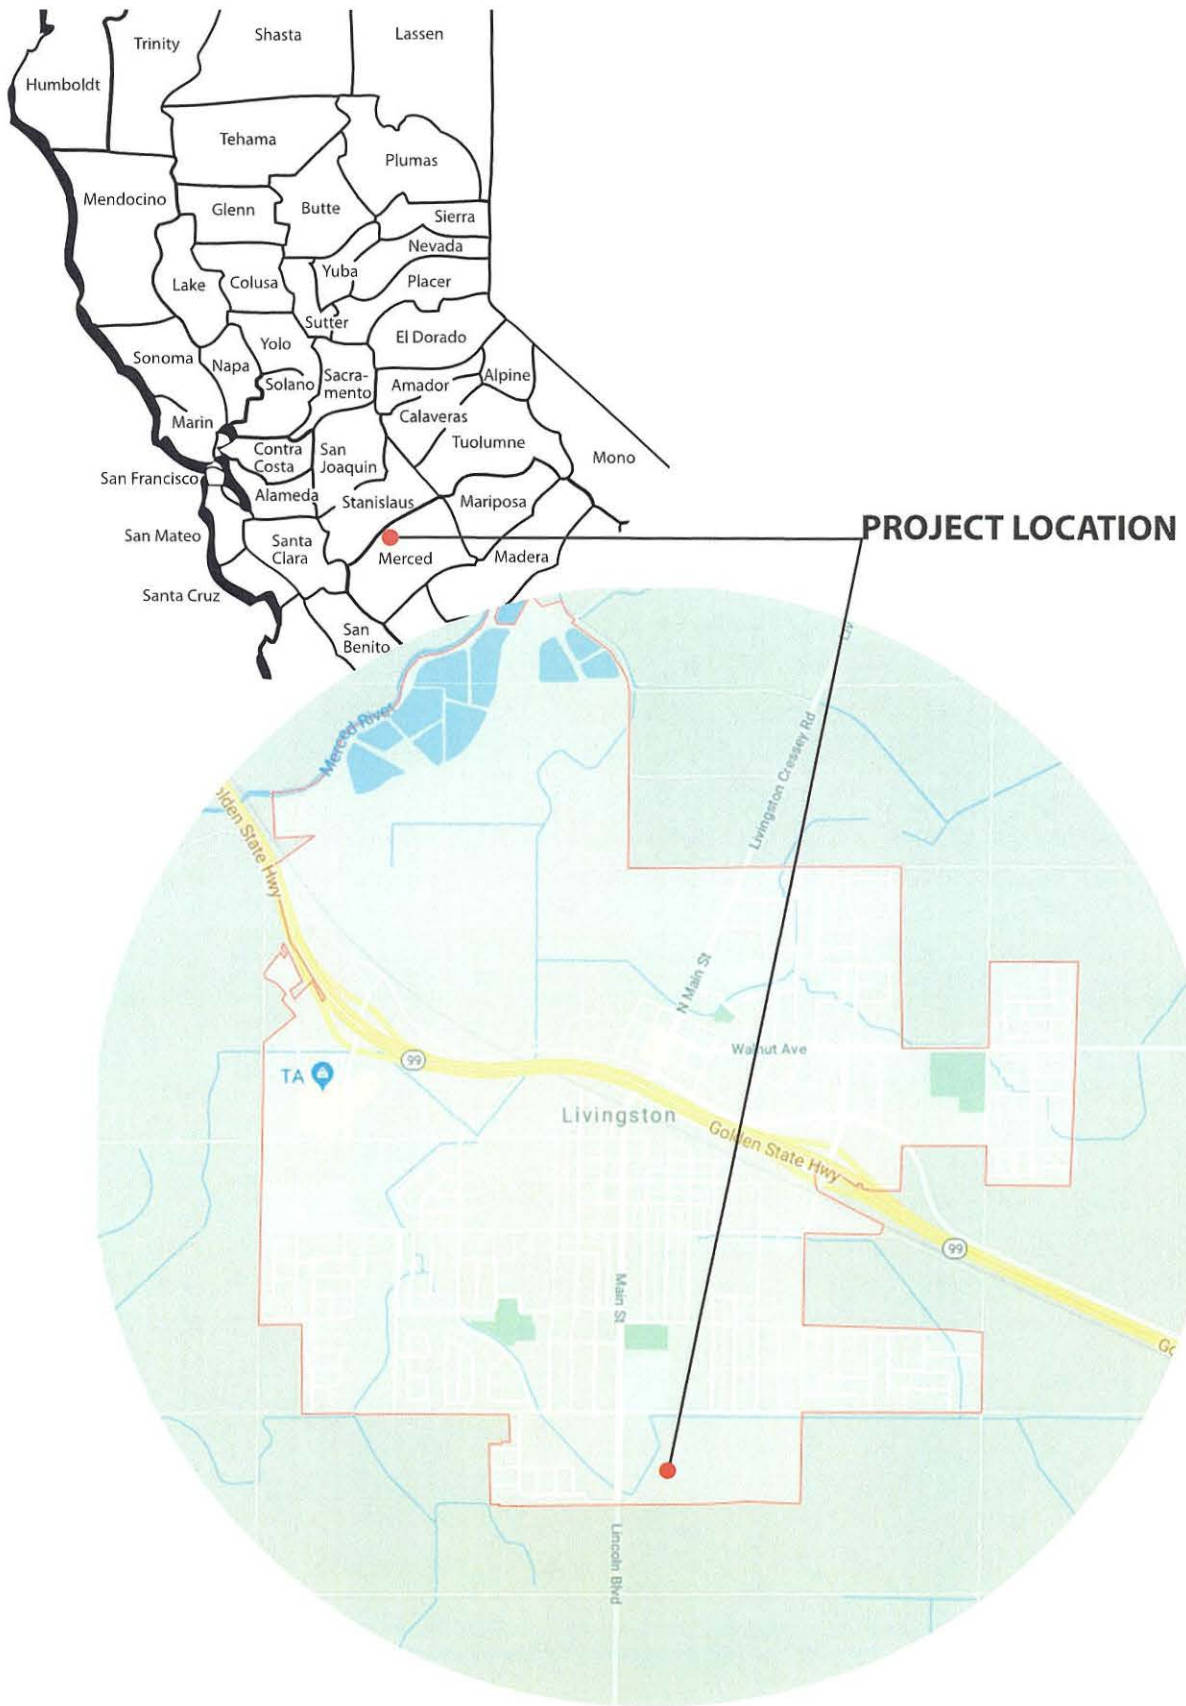 Trinity
Shasta
Lassen
Humboldt
Tehama
Plumas
Mendocino
Glenn
Butte
Sierra
Nevada
Lake
Colusa
Yuba
Placer
Sutter
El Dorado
Sonoma
Napa
Yolo
Solano
Sacra-
mento
Amador
Alpine
Marin
Calaveras
Contra
Costa
San
Joaquin
Tuolumne
Mono
San Francisco
Alameda
Stanislaus
Mariposa
San Mateo
Santa
Clara
Merced
Madera
PROJECT LOCATION
Santa Cruz
San
Benito
Liv
Merced River
Livingston Cressey Rd
olden State Hwy
N Main St
Walnut Ave
99
TA
Livingston
Golden State Hwy
99
Main St
Go
Lincoln Blvd